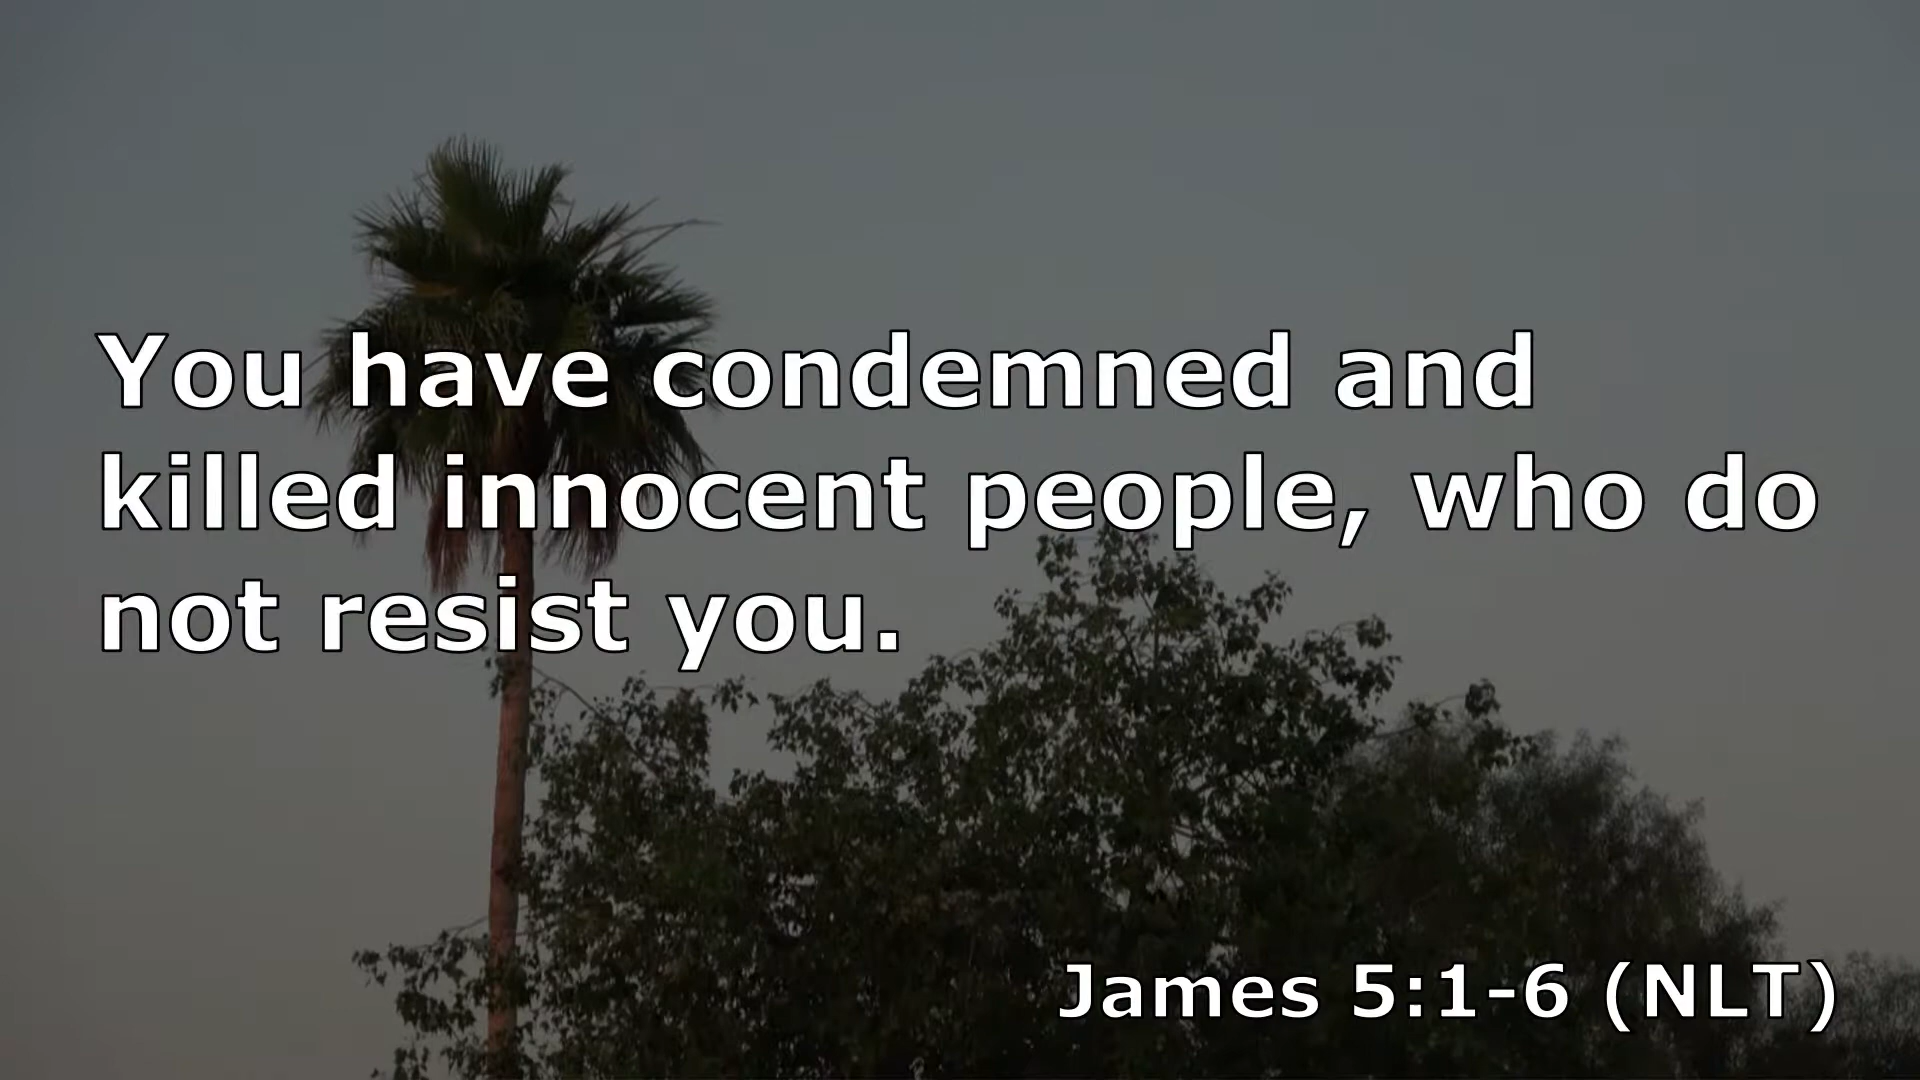 You have condemned and
killed innocent people, who do
not resist you.
James 5:1-6 (NLT)